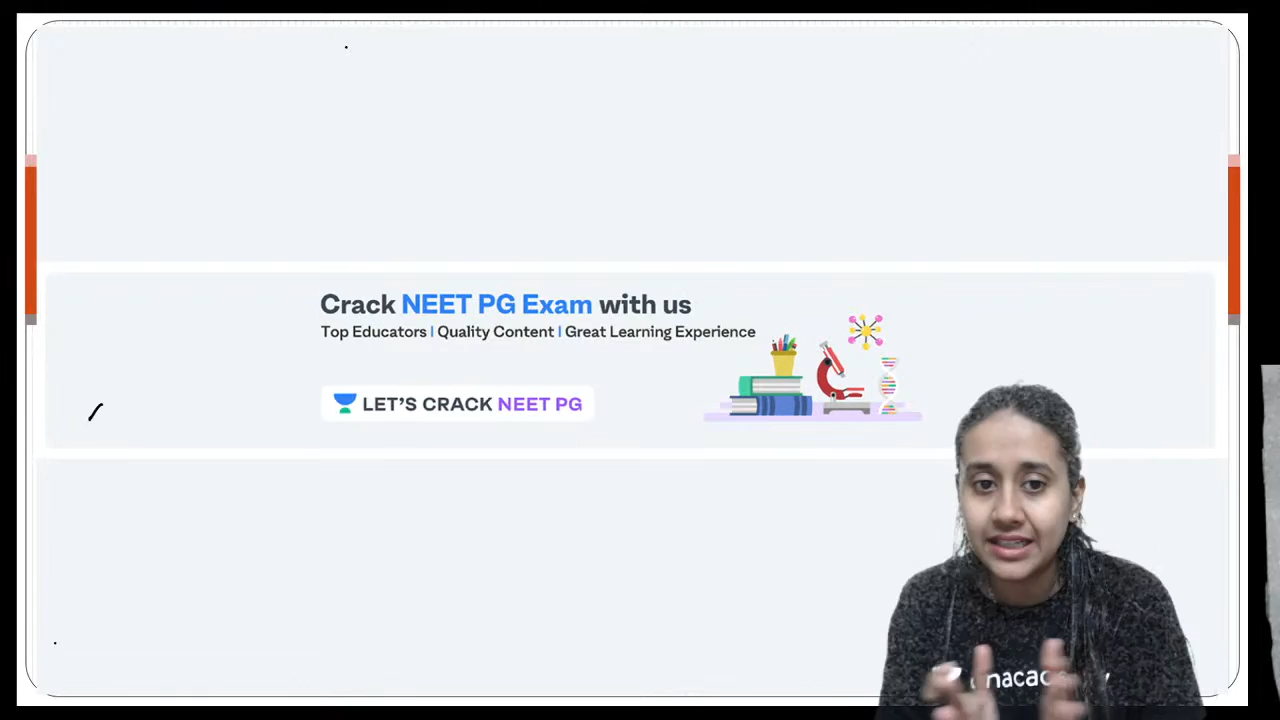 Crack NEET PG Exam with us
Top Educators | Quality Content | Great Learning Experience
LET'S CRACK NEET PG